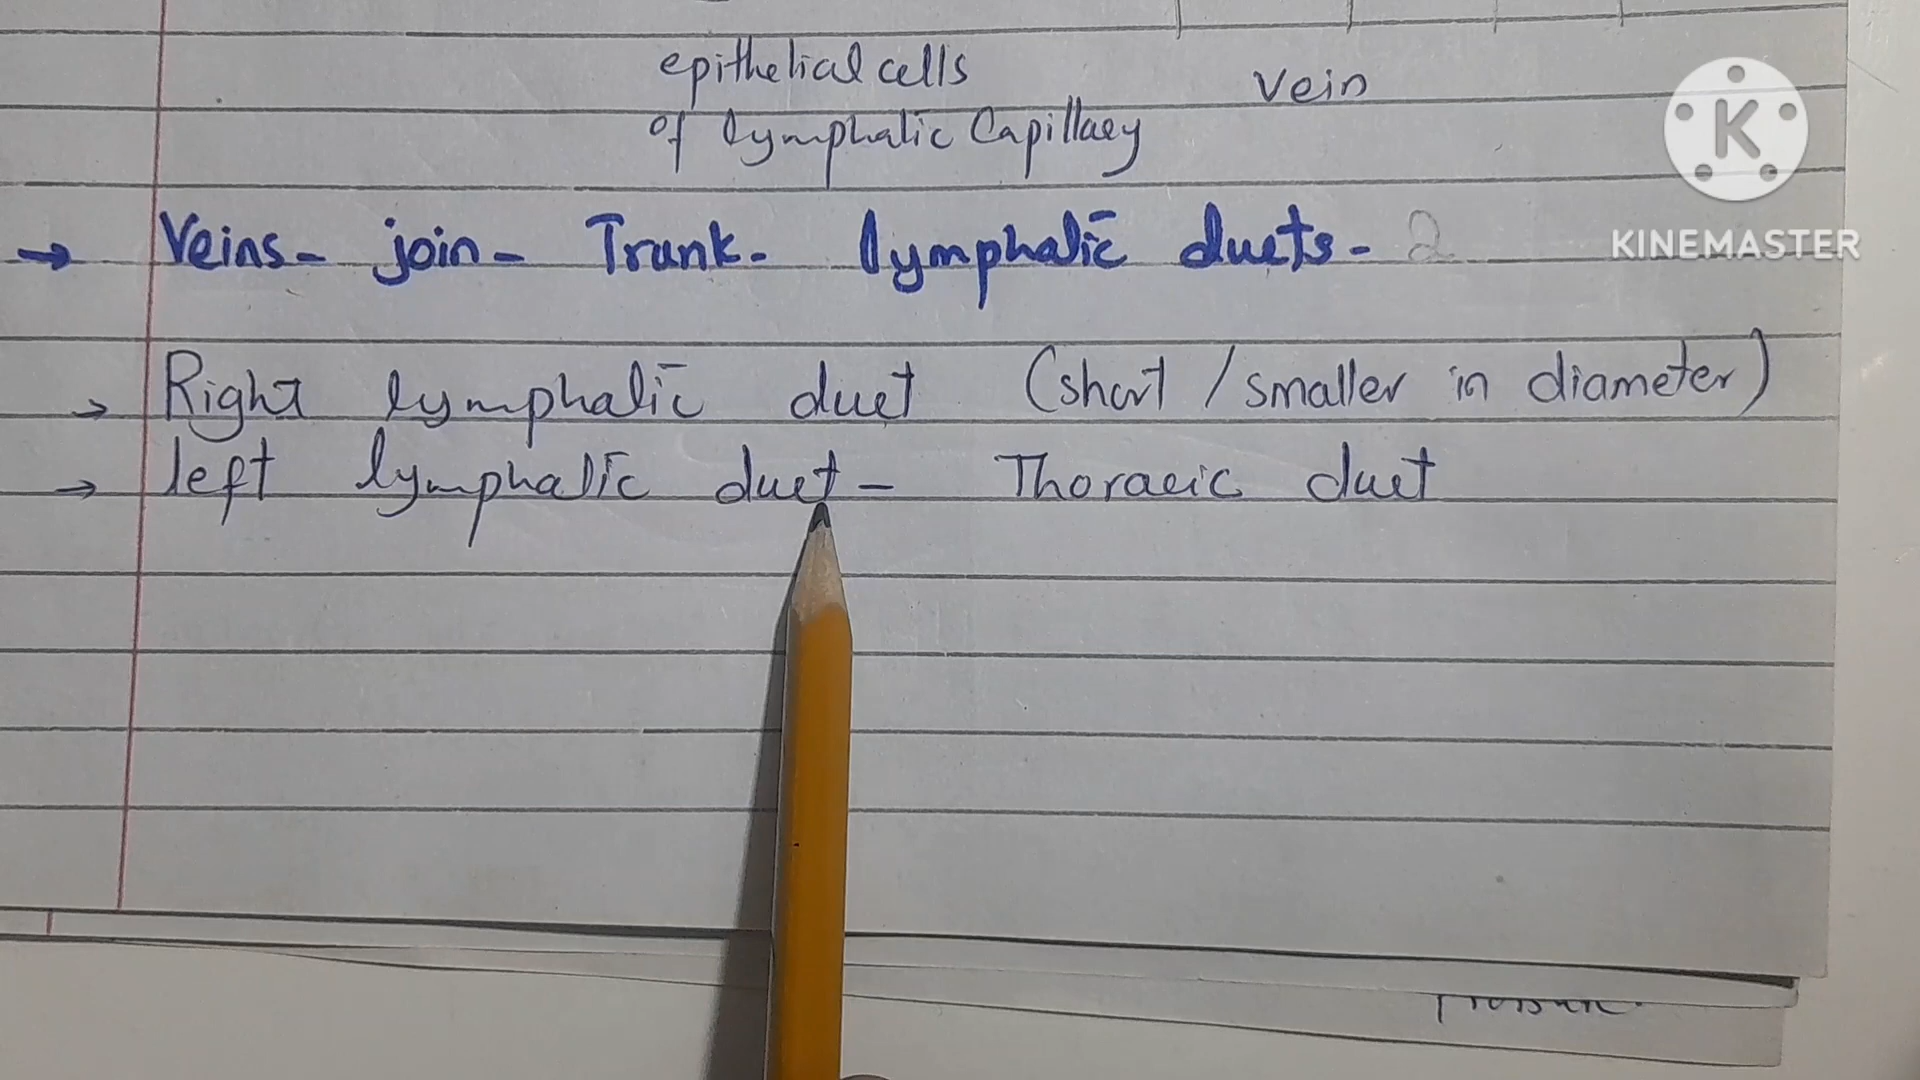 epithelial cells
of lymphatic Capillary
Vein
K
KINEMASTER
→ Veins - join - Trunk - lymphatic ducts - 2
→ Right lymphatic duct (short / smaller in diameter)
→ left lymphatic duct - Thoracic duct